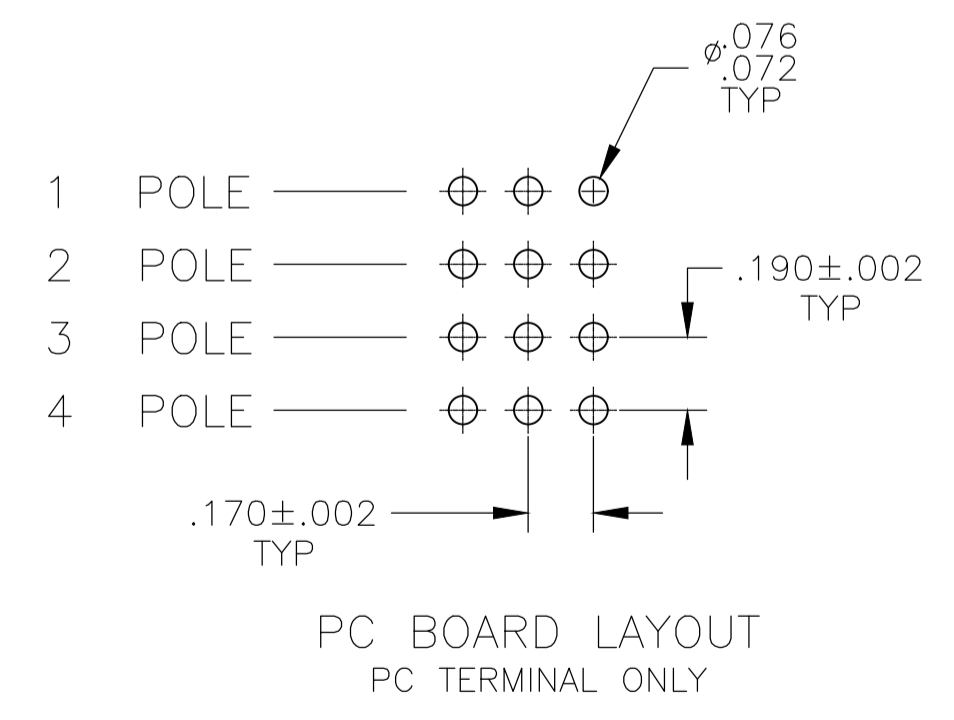 ⌀.076
.072
TYP
1 POLE
2 POLE
.190±.002
TYP
3 POLE
4 POLE
.170±.002
TYP
PC BOARD LAYOUT
PC TERMINAL ONLY